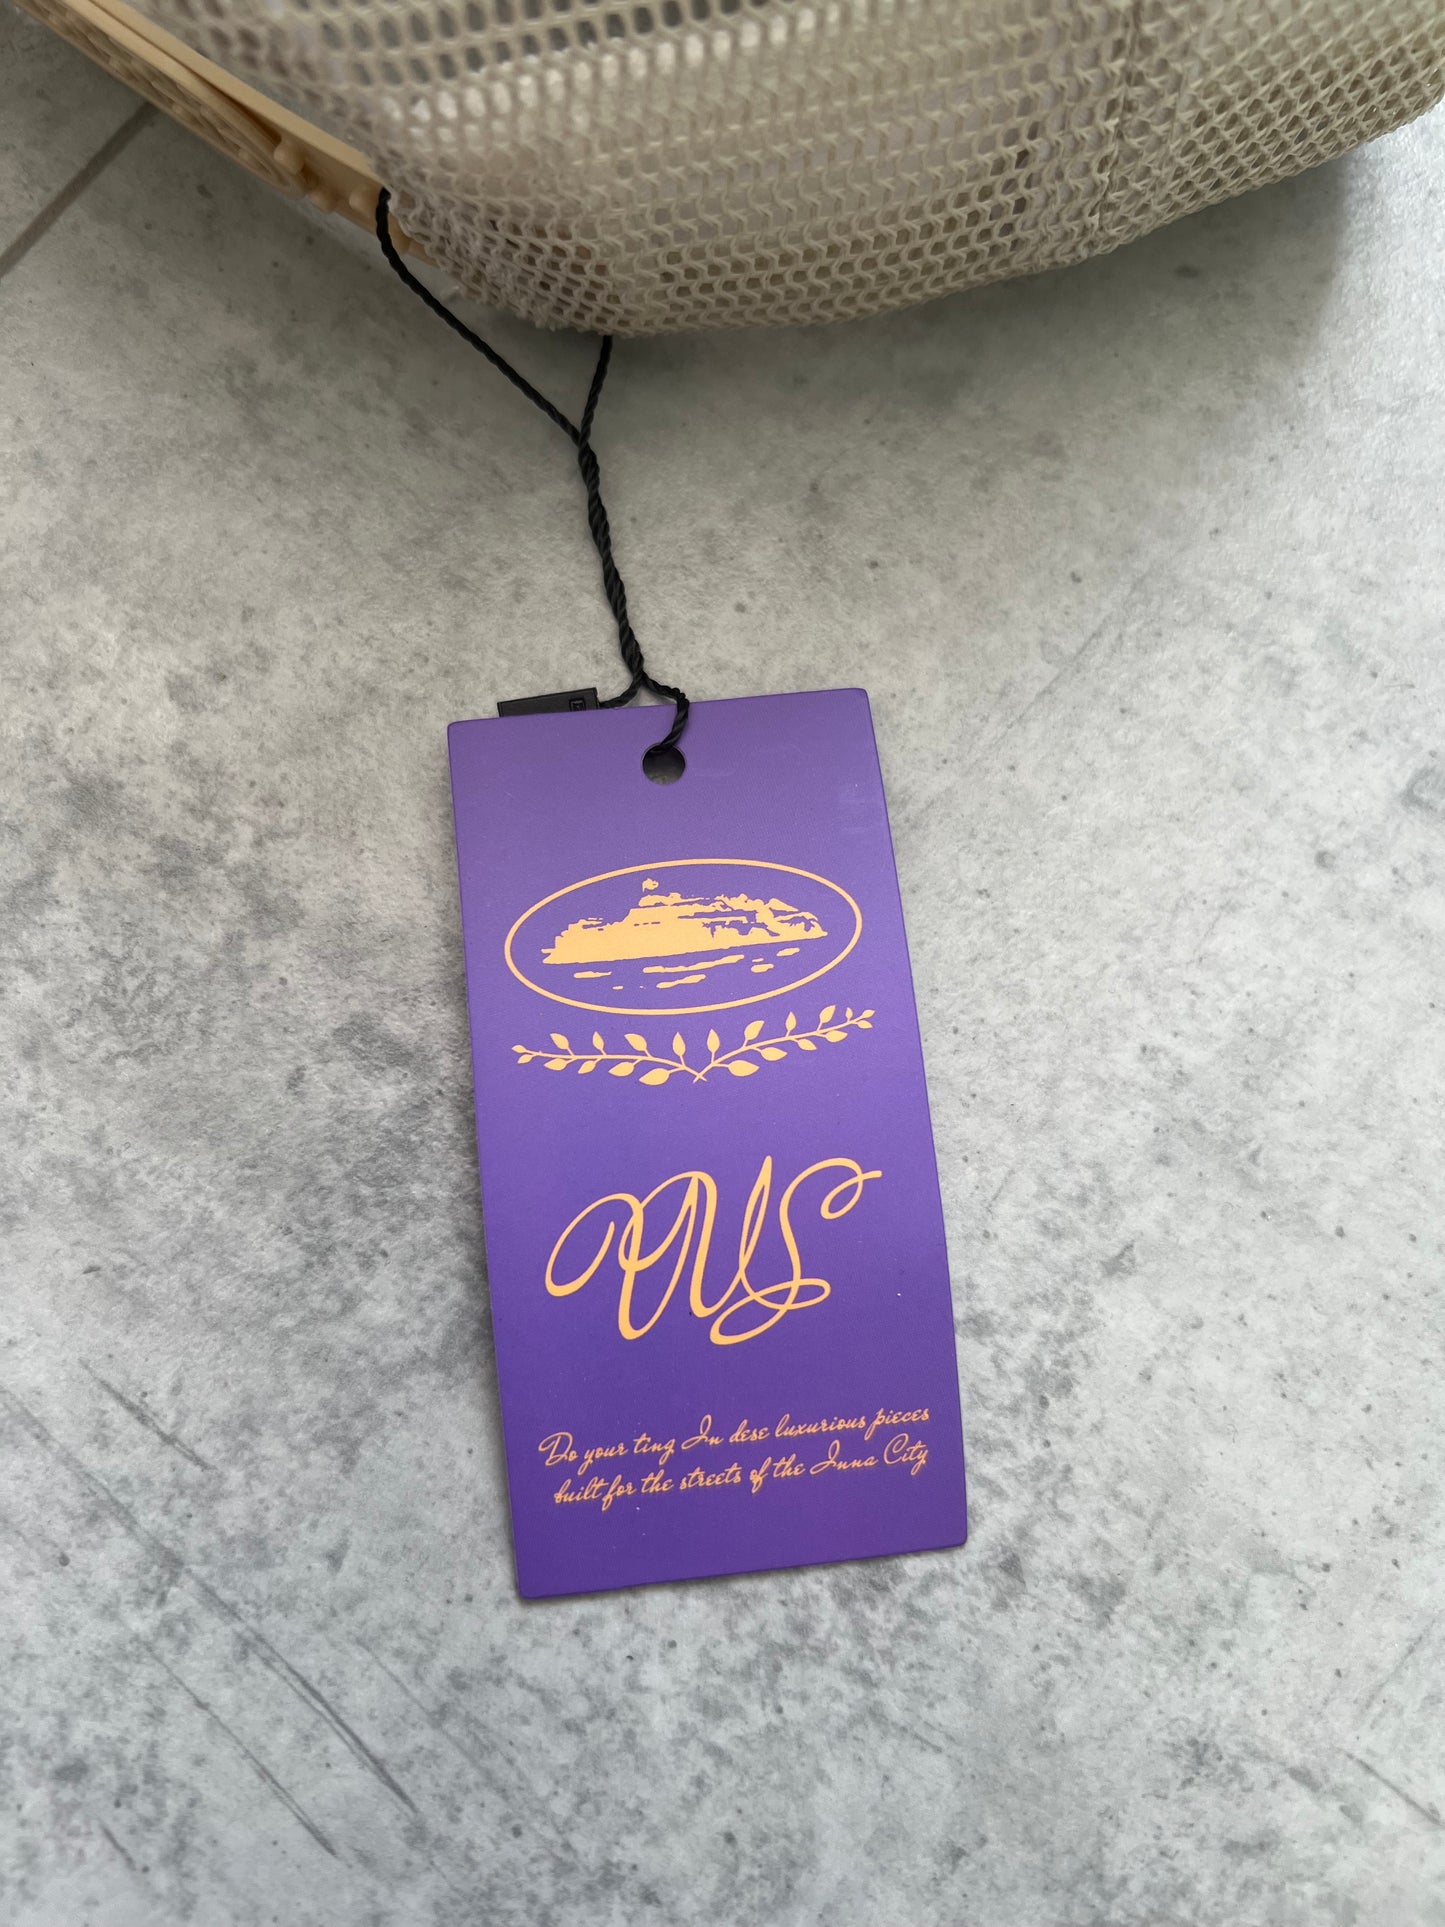 Do your ting In dese luxurious pieces
built for the streets of the Inna City